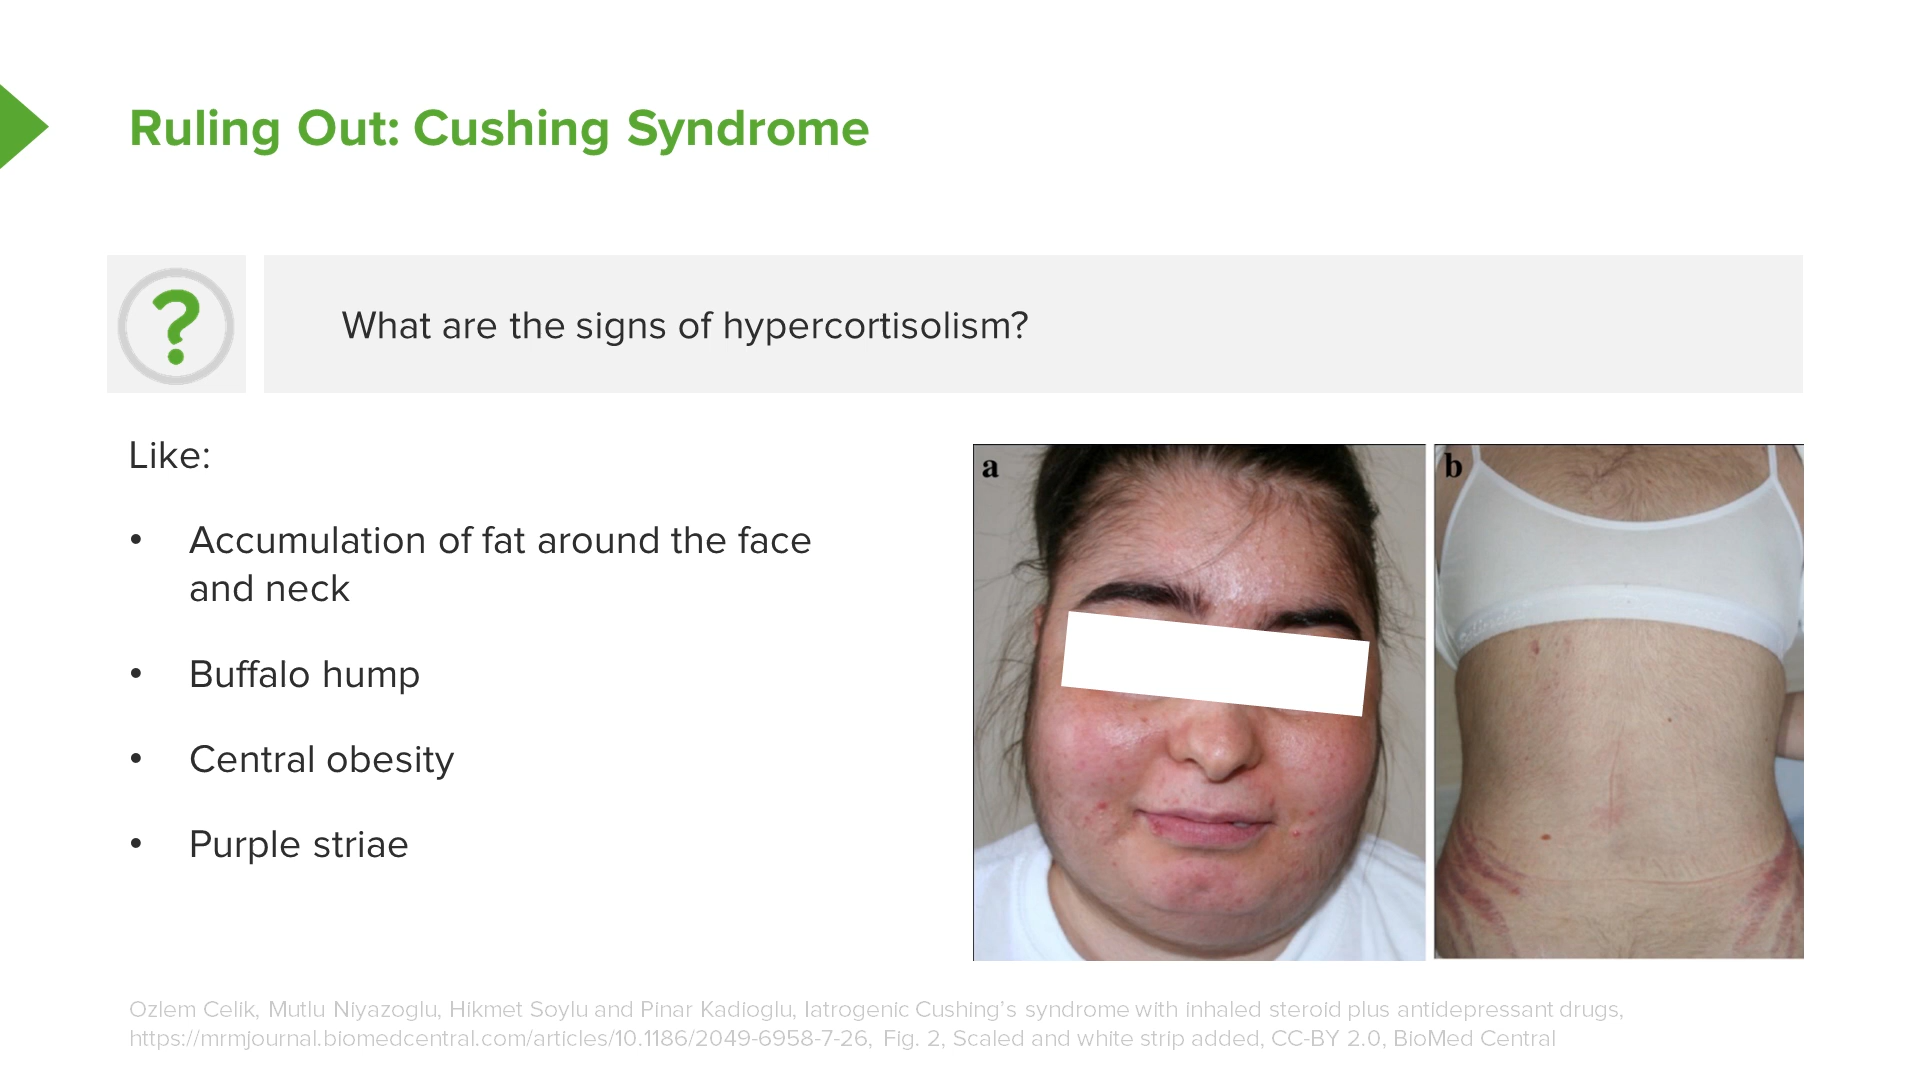 Ruling Out: Cushing Syndrome
?
What are the signs of hypercortisolism?
Like:
• Accumulation of fat around the face
and neck
• Buffalo hump
• Central obesity
• Purple striae
a
b
Ozlem Celik, Mutlu Niyazoglu, Hikmet Soylu and Pinar Kadioglu, Iatrogenic Cushing's syndrome with inhaled steroid plus antidepressant drugs,
https://mrmjournal.biomedcentral.com/articles/10.1186/2049-6958-7-26, Fig. 2, Scaled and white strip added, CC-BY 2.0, BioMed Central